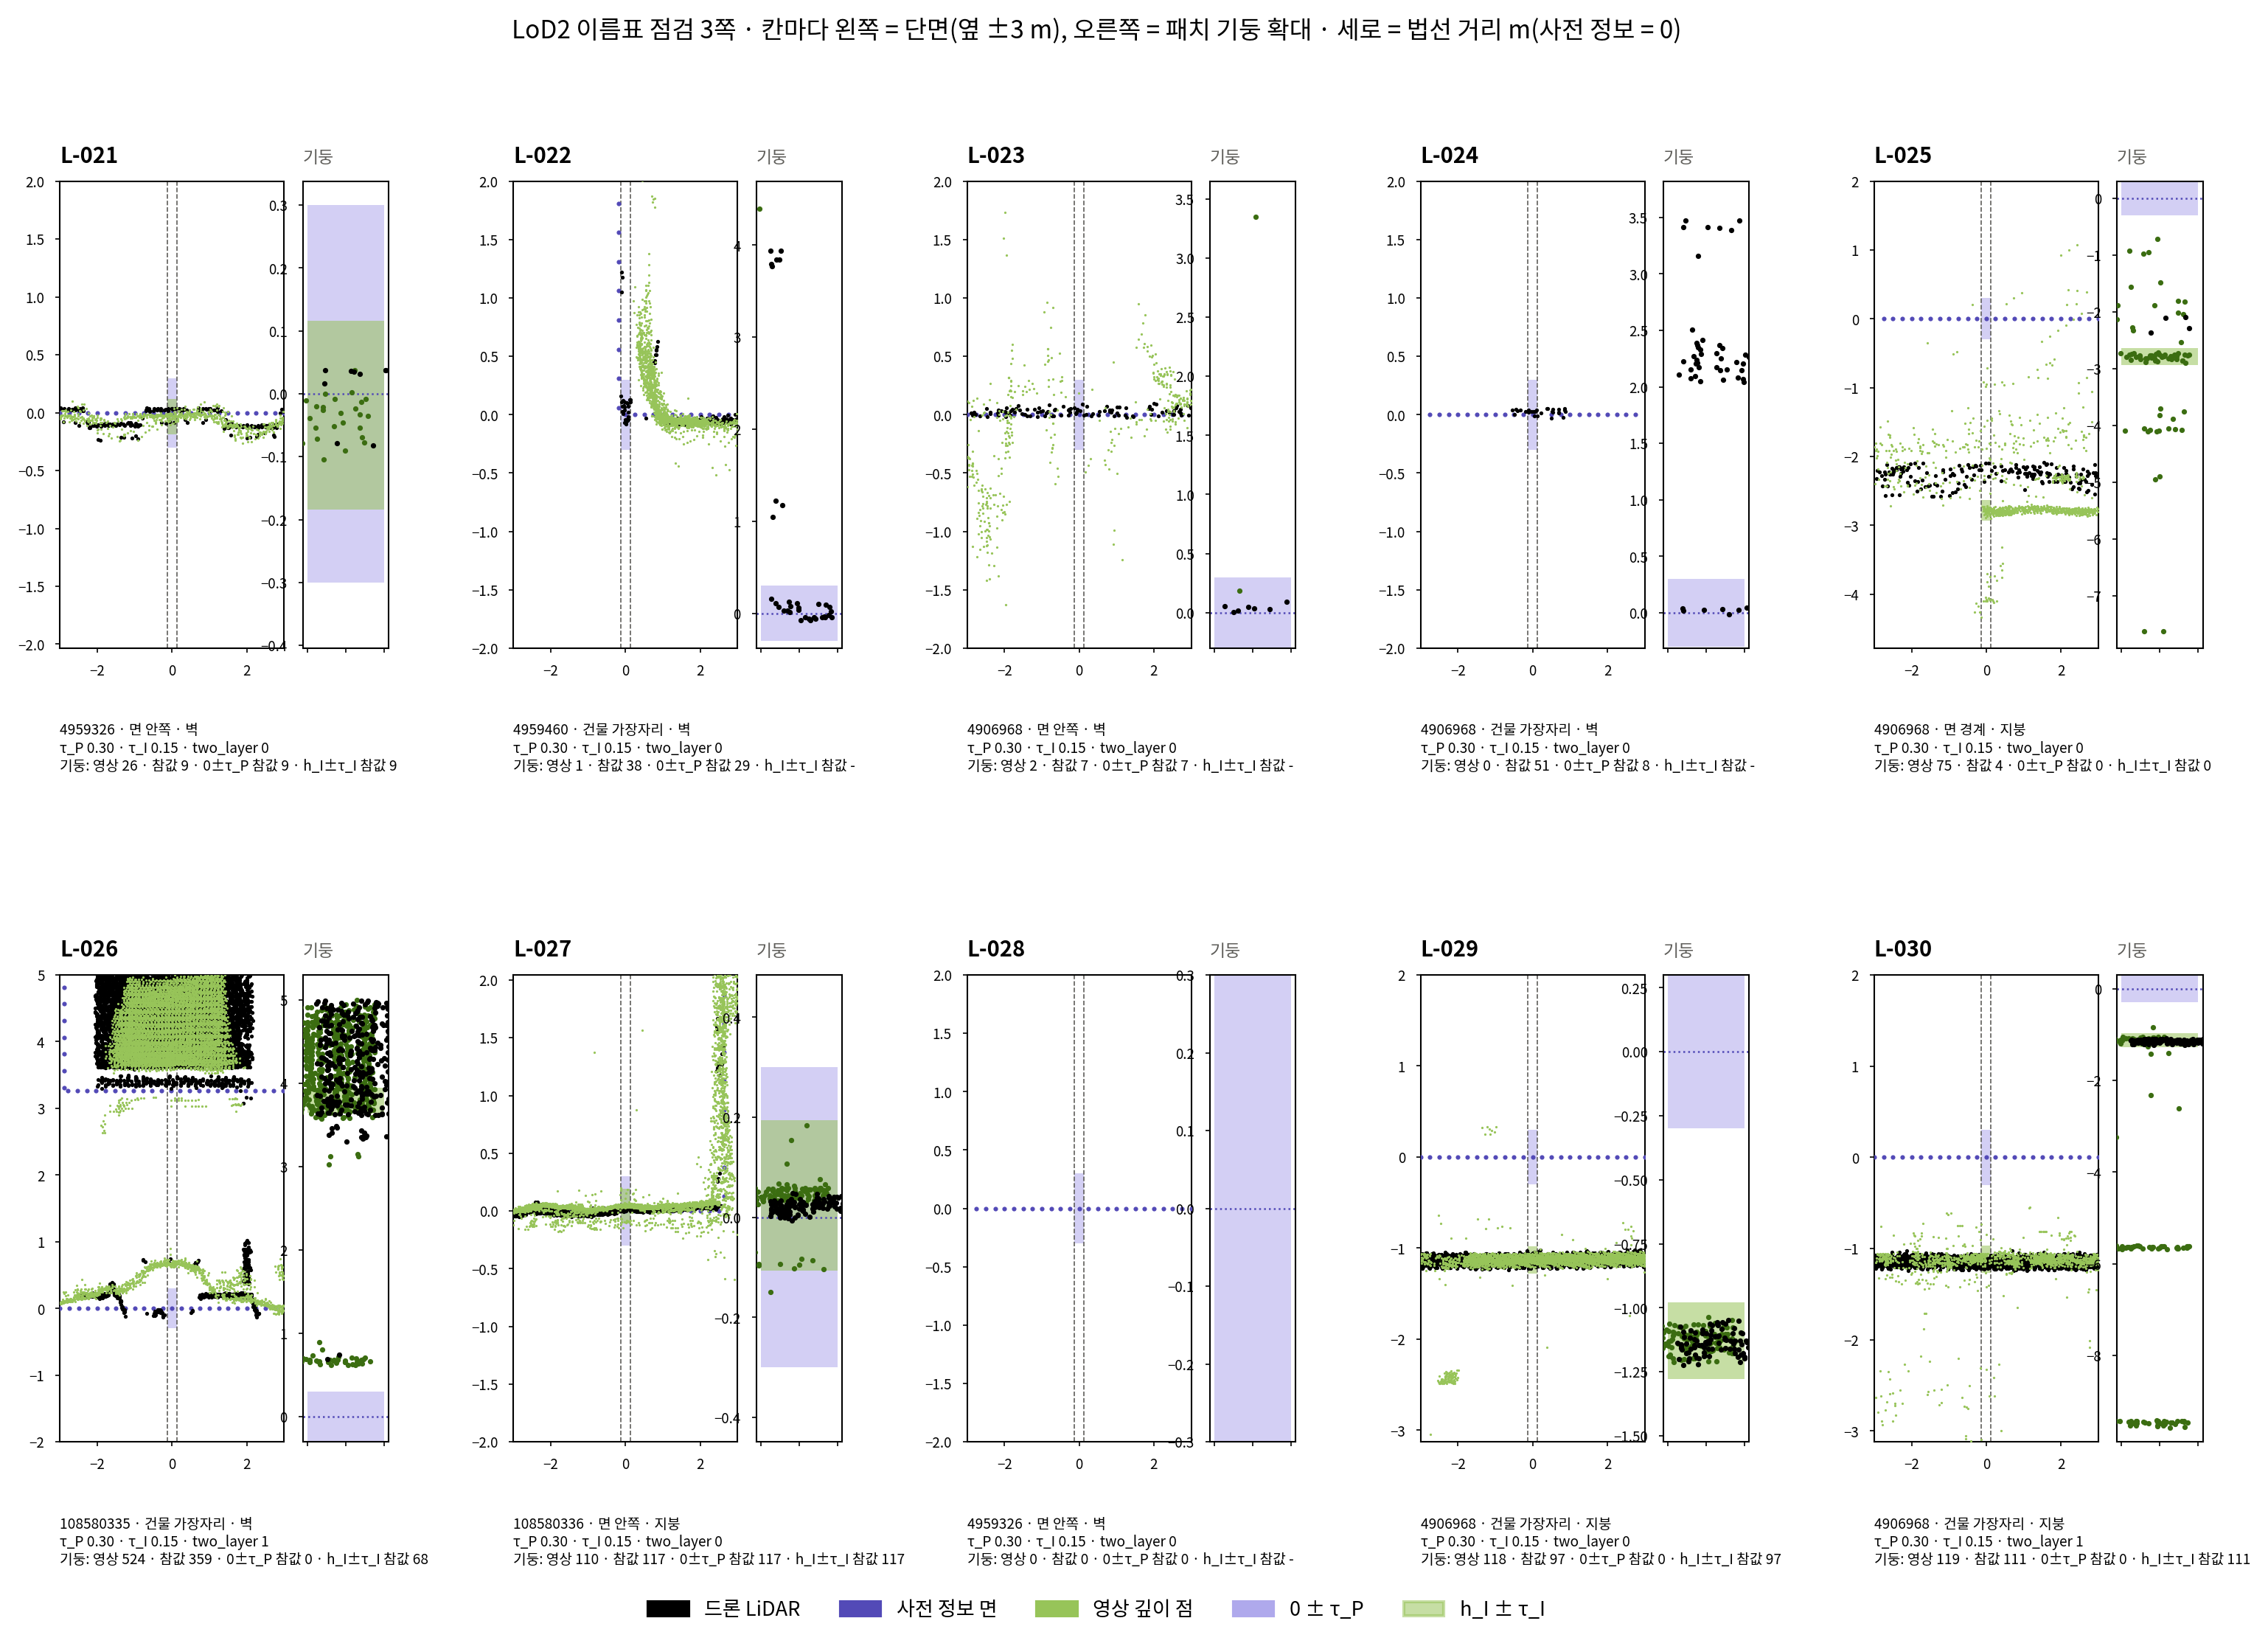 LoD2 이름표 점검 3쪽 · 칸마다 왼쪽 = 단면(옆 ±3 m), 오른쪽 = 패치 기둥 확대 · 세로 = 법선 거리 m(사전 정보 = 0)
L-021 기둥
L-022 기둥
L-023 기둥
L-024 기둥
L-025 기둥
4959326 · 면 안쪽 · 벽
τ_P 0.30 · τ_I 0.15 · two_layer 0
기둥: 영상 26 · 참값 9 · 0±τ_P 참값 9 · h_I±τ_I 참값 9
4959460 · 건물 가장자리 · 벽
τ_P 0.30 · τ_I 0.15 · two_layer 0
기둥: 영상 1 · 참값 38 · 0±τ_P 참값 29 · h_I±τ_I 참값 -
4906968 · 면 안쪽 · 벽
τ_P 0.30 · τ_I 0.15 · two_layer 0
기둥: 영상 2 · 참값 7 · 0±τ_P 참값 7 · h_I±τ_I 참값 -
4906968 · 건물 가장자리 · 벽
τ_P 0.30 · τ_I 0.15 · two_layer 0
기둥: 영상 0 · 참값 51 · 0±τ_P 참값 8 · h_I±τ_I 참값 -
4906968 · 면 경계 · 지붕
τ_P 0.30 · τ_I 0.15 · two_layer 0
기둥: 영상 75 · 참값 4 · 0±τ_P 참값 0 · h_I±τ_I 참값 0
L-026 기둥
L-027 기둥
L-028 기둥
L-029 기둥
L-030 기둥
108580335 · 건물 가장자리 · 벽
τ_P 0.30 · τ_I 0.15 · two_layer 1
기둥: 영상 524 · 참값 359 · 0±τ_P 참값 0 · h_I±τ_I 참값 68
108580336 · 면 안쪽 · 지붕
τ_P 0.30 · τ_I 0.15 · two_layer 0
기둥: 영상 110 · 참값 117 · 0±τ_P 참값 117 · h_I±τ_I 참값 117
4959326 · 면 안쪽 · 벽
τ_P 0.30 · τ_I 0.15 · two_layer 0
기둥: 영상 0 · 참값 0 · 0±τ_P 참값 0 · h_I±τ_I 참값 -
4906968 · 건물 가장자리 · 지붕
τ_P 0.30 · τ_I 0.15 · two_layer 0
기둥: 영상 118 · 참값 97 · 0±τ_P 참값 0 · h_I±τ_I 참값 97
4906968 · 건물 가장자리 · 지붕
τ_P 0.30 · τ_I 0.15 · two_layer 1
기둥: 영상 119 · 참값 111 · 0±τ_P 참값 0 · h_I±τ_I 참값 111
드론 LiDAR 사전 정보 면 영상 깊이 점 0 ± τ_P h_I ± τ_I